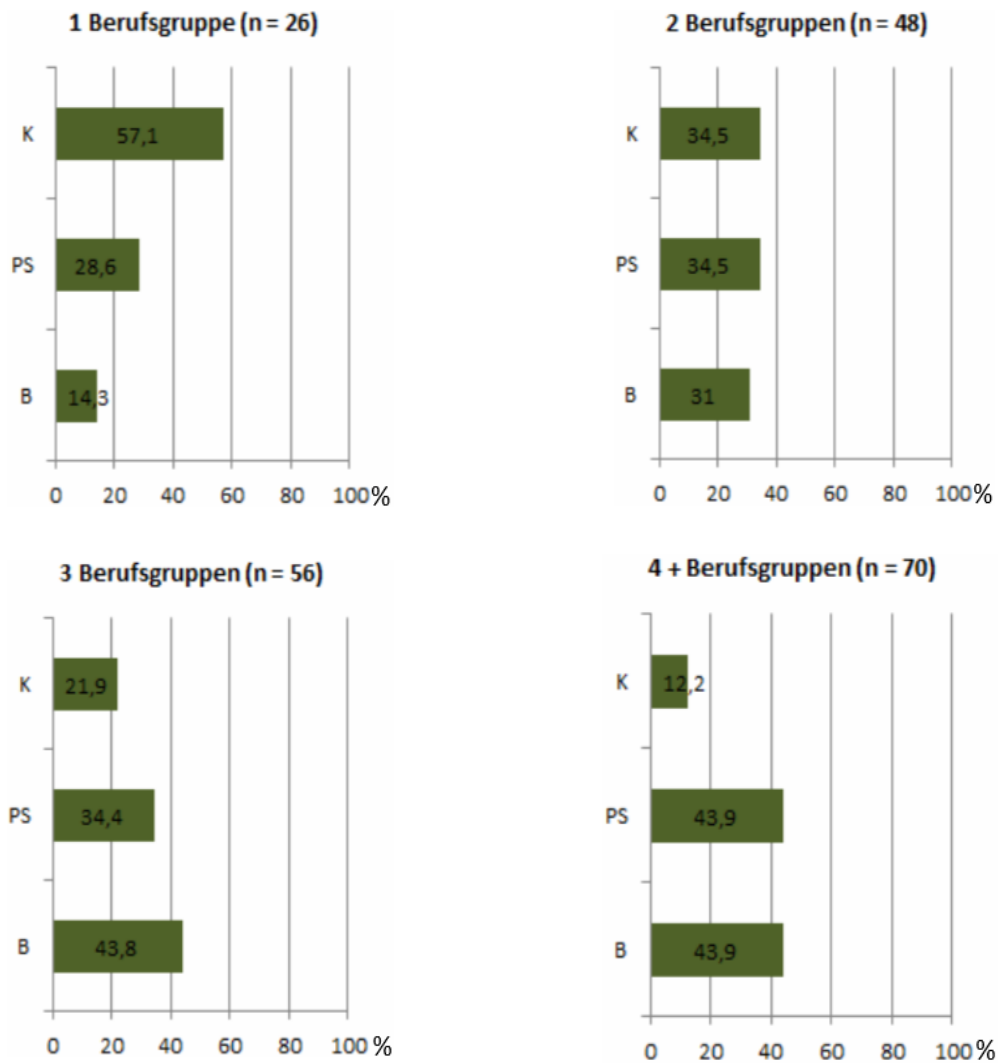 1 Berufsgruppe (n = 26)
K
57,1
PS
28,6
B
14,3
0 20 40 60 80 100%
2 Berufsgruppen (n = 48)
K
34,5
PS
34,5
B
31
0 20 40 60 80 100%
3 Berufsgruppen (n = 56)
K
21,9
PS
34,4
B
43,8
0 20 40 60 80 100%
4 + Berufsgruppen (n = 70)
K
12,2
PS
43,9
B
43,9
0 20 40 60 80 100%